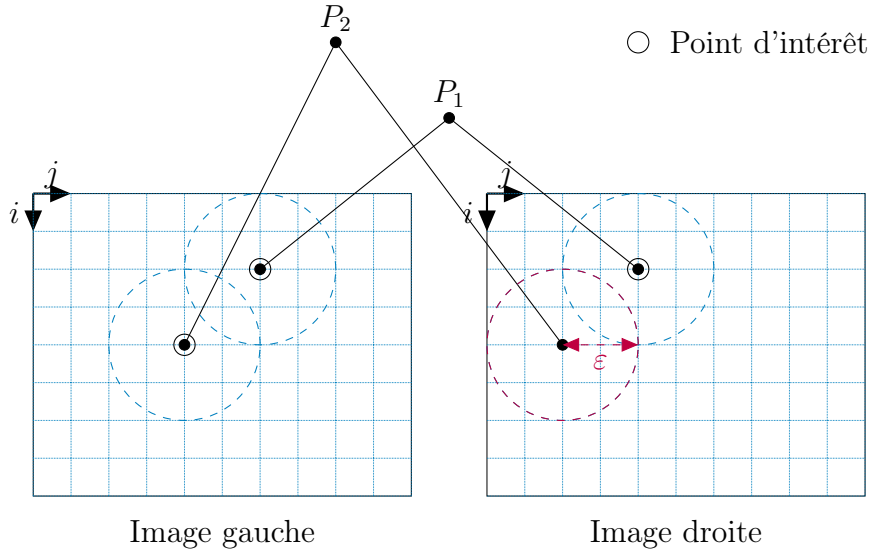 P2
Point d'intérêt
P1
j
i
j
i
ε
Image gauche
Image droite